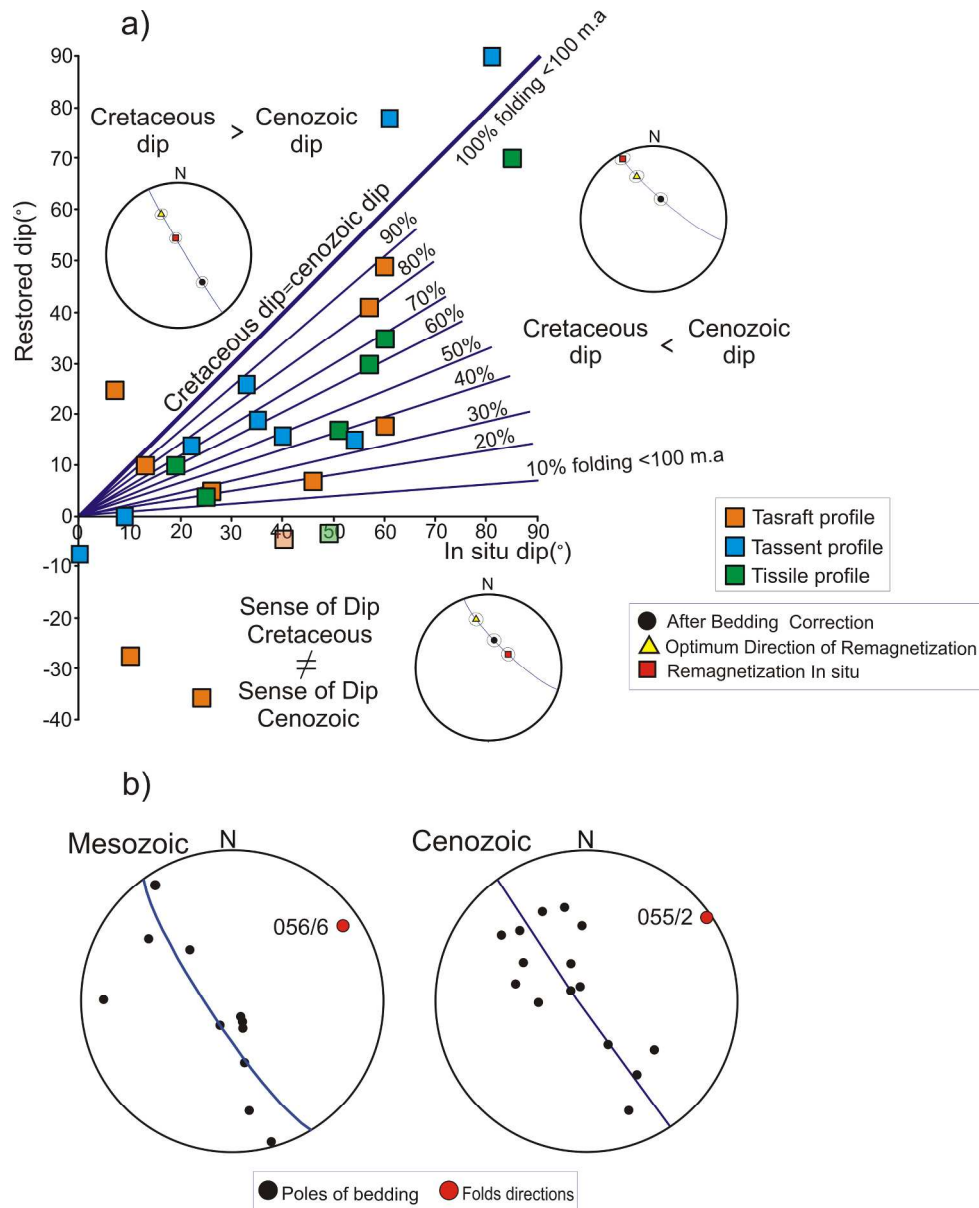 a)
90
80
70
60
50
40
30
20
10
0
-10
-20
-30
-40
Restored dip(°)
Cretaceous > Cenozoic
dip dip
N
Cretaceous dip=cenozoic dip
100% folding <100 m.a
90%
80%
70%
60%
50%
40%
30%
20%
10% folding <100 m.a
N
Cretaceous < Cenozoic
dip dip
0 10 20 30 40 50 60 70 80 90
In situ dip(°)
Sense of Dip
Cretaceous
≠
Sense of Dip
Cenozoic
N
Tasraft profile
Tassent profile
Tissile profile
After Bedding Correction
Optimum Direction of Remagnetization
Remagnetization In situ
b)
Mesozoic N
056/6
Cenozoic N
055/2
Poles of bedding Folds directions